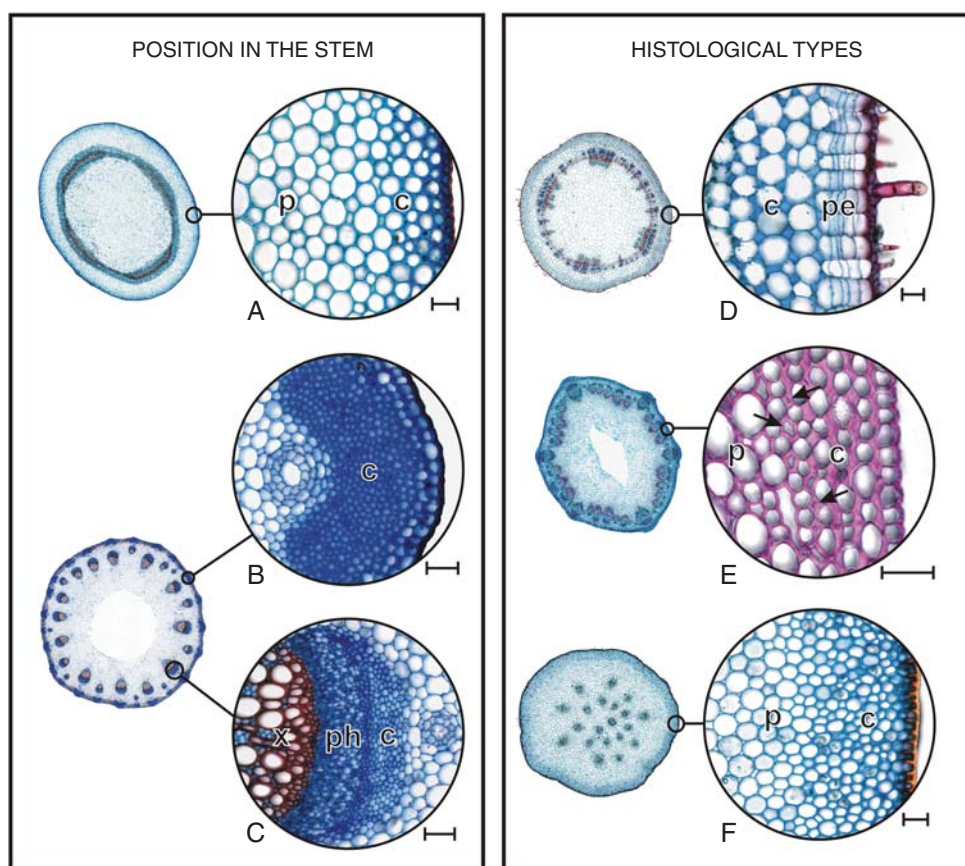 POSITION IN THE STEM
p c
A
c
B
x ph c
C
HISTOLOGICAL TYPES
c pe
D
p c
E
p c
F